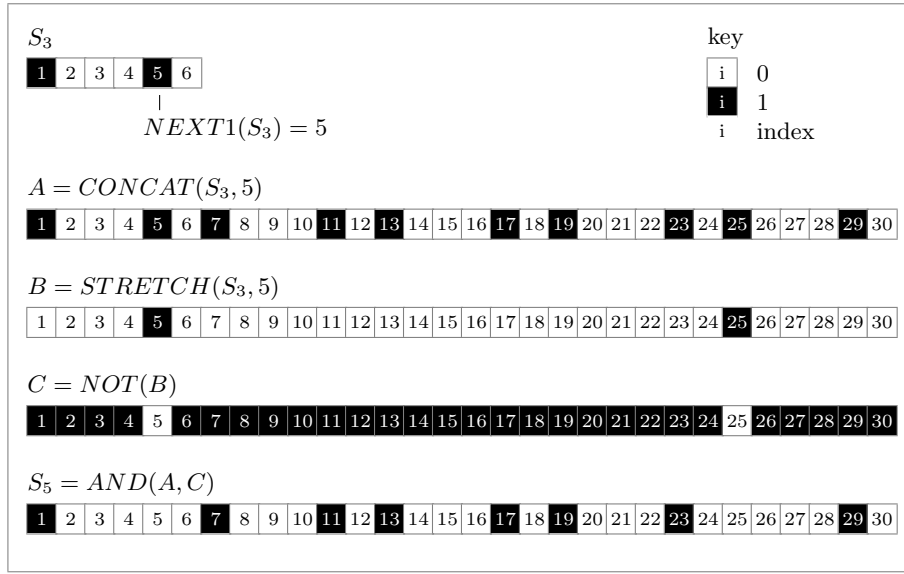 S₃
1 2 3 4 5 6
NEXT1(S₃) = 5
key
i 0
i 1
i index
A = CONCAT(S₃, 5)
1 2 3 4 5 6 7 8 9 10 11 12 13 14 15 16 17 18 19 20 21 22 23 24 25 26 27 28 29 30
B = STRETCH(S₃, 5)
1 2 3 4 5 6 7 8 9 10 11 12 13 14 15 16 17 18 19 20 21 22 23 24 25 26 27 28 29 30
C = NOT(B)
1 2 3 4 5 6 7 8 9 10 11 12 13 14 15 16 17 18 19 20 21 22 23 24 25 26 27 28 29 30
S₅ = AND(A, C)
1 2 3 4 5 6 7 8 9 10 11 12 13 14 15 16 17 18 19 20 21 22 23 24 25 26 27 28 29 30